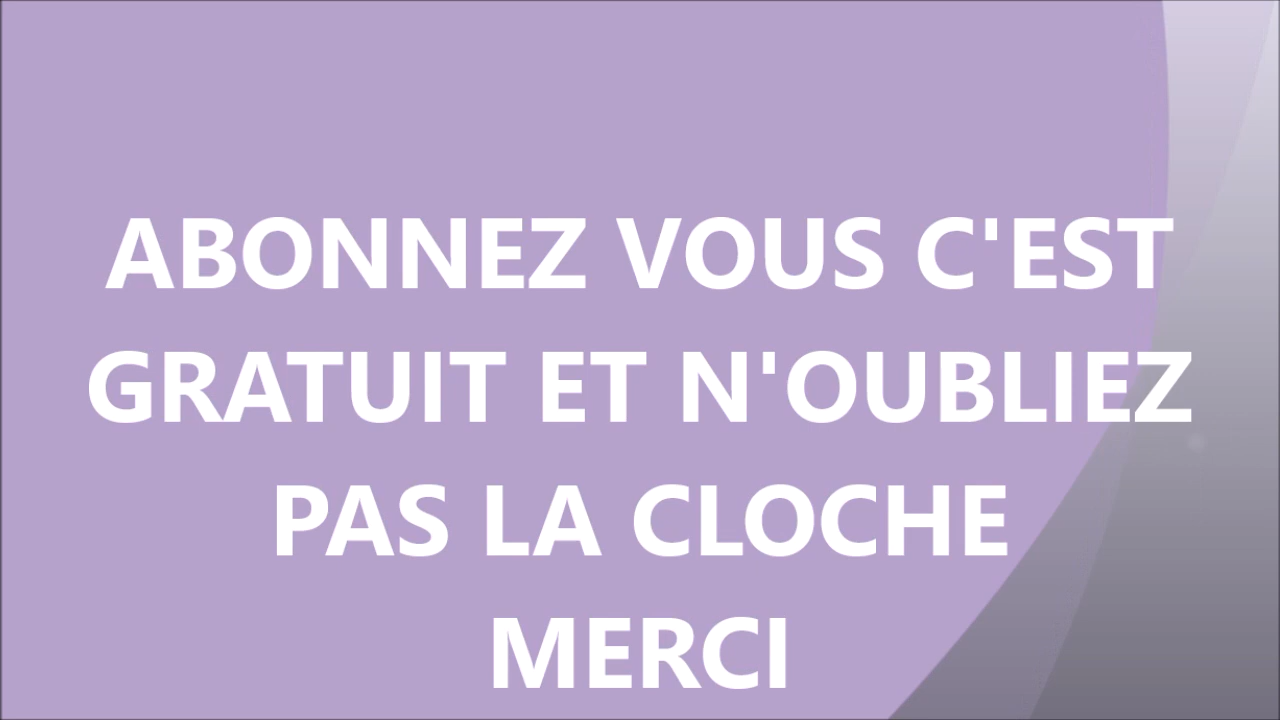 ABONNEZ VOUS C'EST
GRATUIT ET N'OUBLIEZ
PAS LA CLOCHE
MERCI